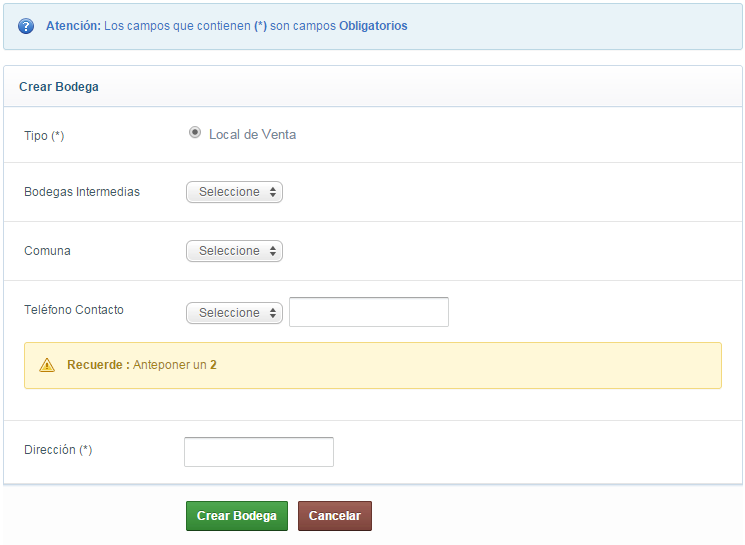 Atención: Los campos que contienen (*) son campos Obligatorios
Crear Bodega
Tipo (*) Local de Venta
Bodegas Intermedias Seleccione
Comuna Seleccione
Teléfono Contacto Seleccione
Recuerde : Anteponer un 2
Dirección (*)
Crear Bodega Cancelar